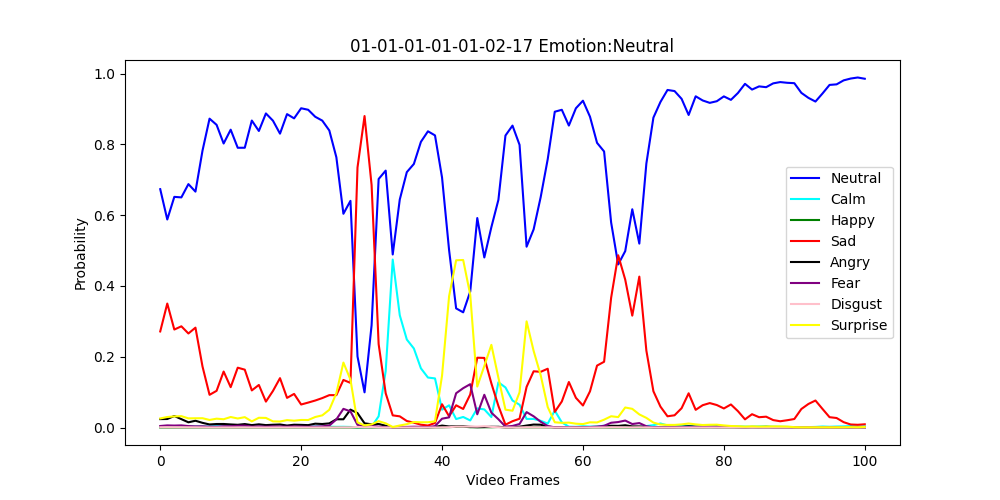 01-01-01-01-01-02-17 Emotion:Neutral
1.0
0.8
0.6
0.4
0.2
0.0
Probability
Neutral
Calm
Happy
Sad
Angry
Fear
Disgust
Surprise
0 20 40 60 80 100
Video Frames